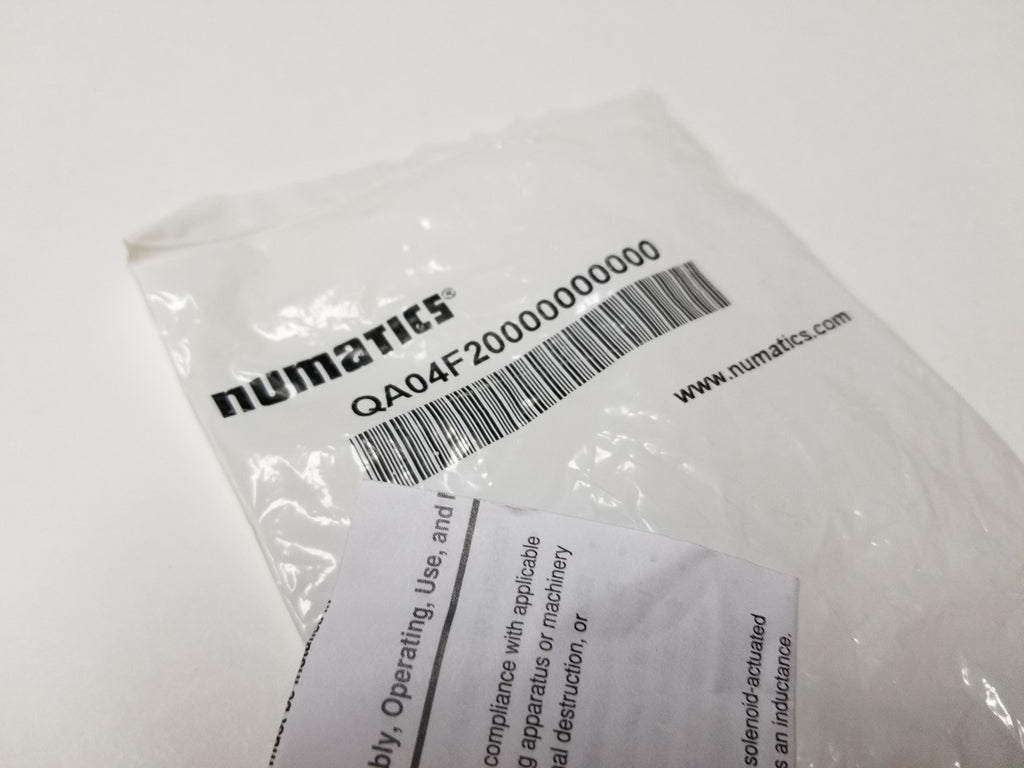 numatics®
QA04F2000000000
www.numatics.com
bly, Operating, Use, and
compliance with applicable
g apparatus or machinery
al destruction, or
solenoid-actuated
s an inductance.